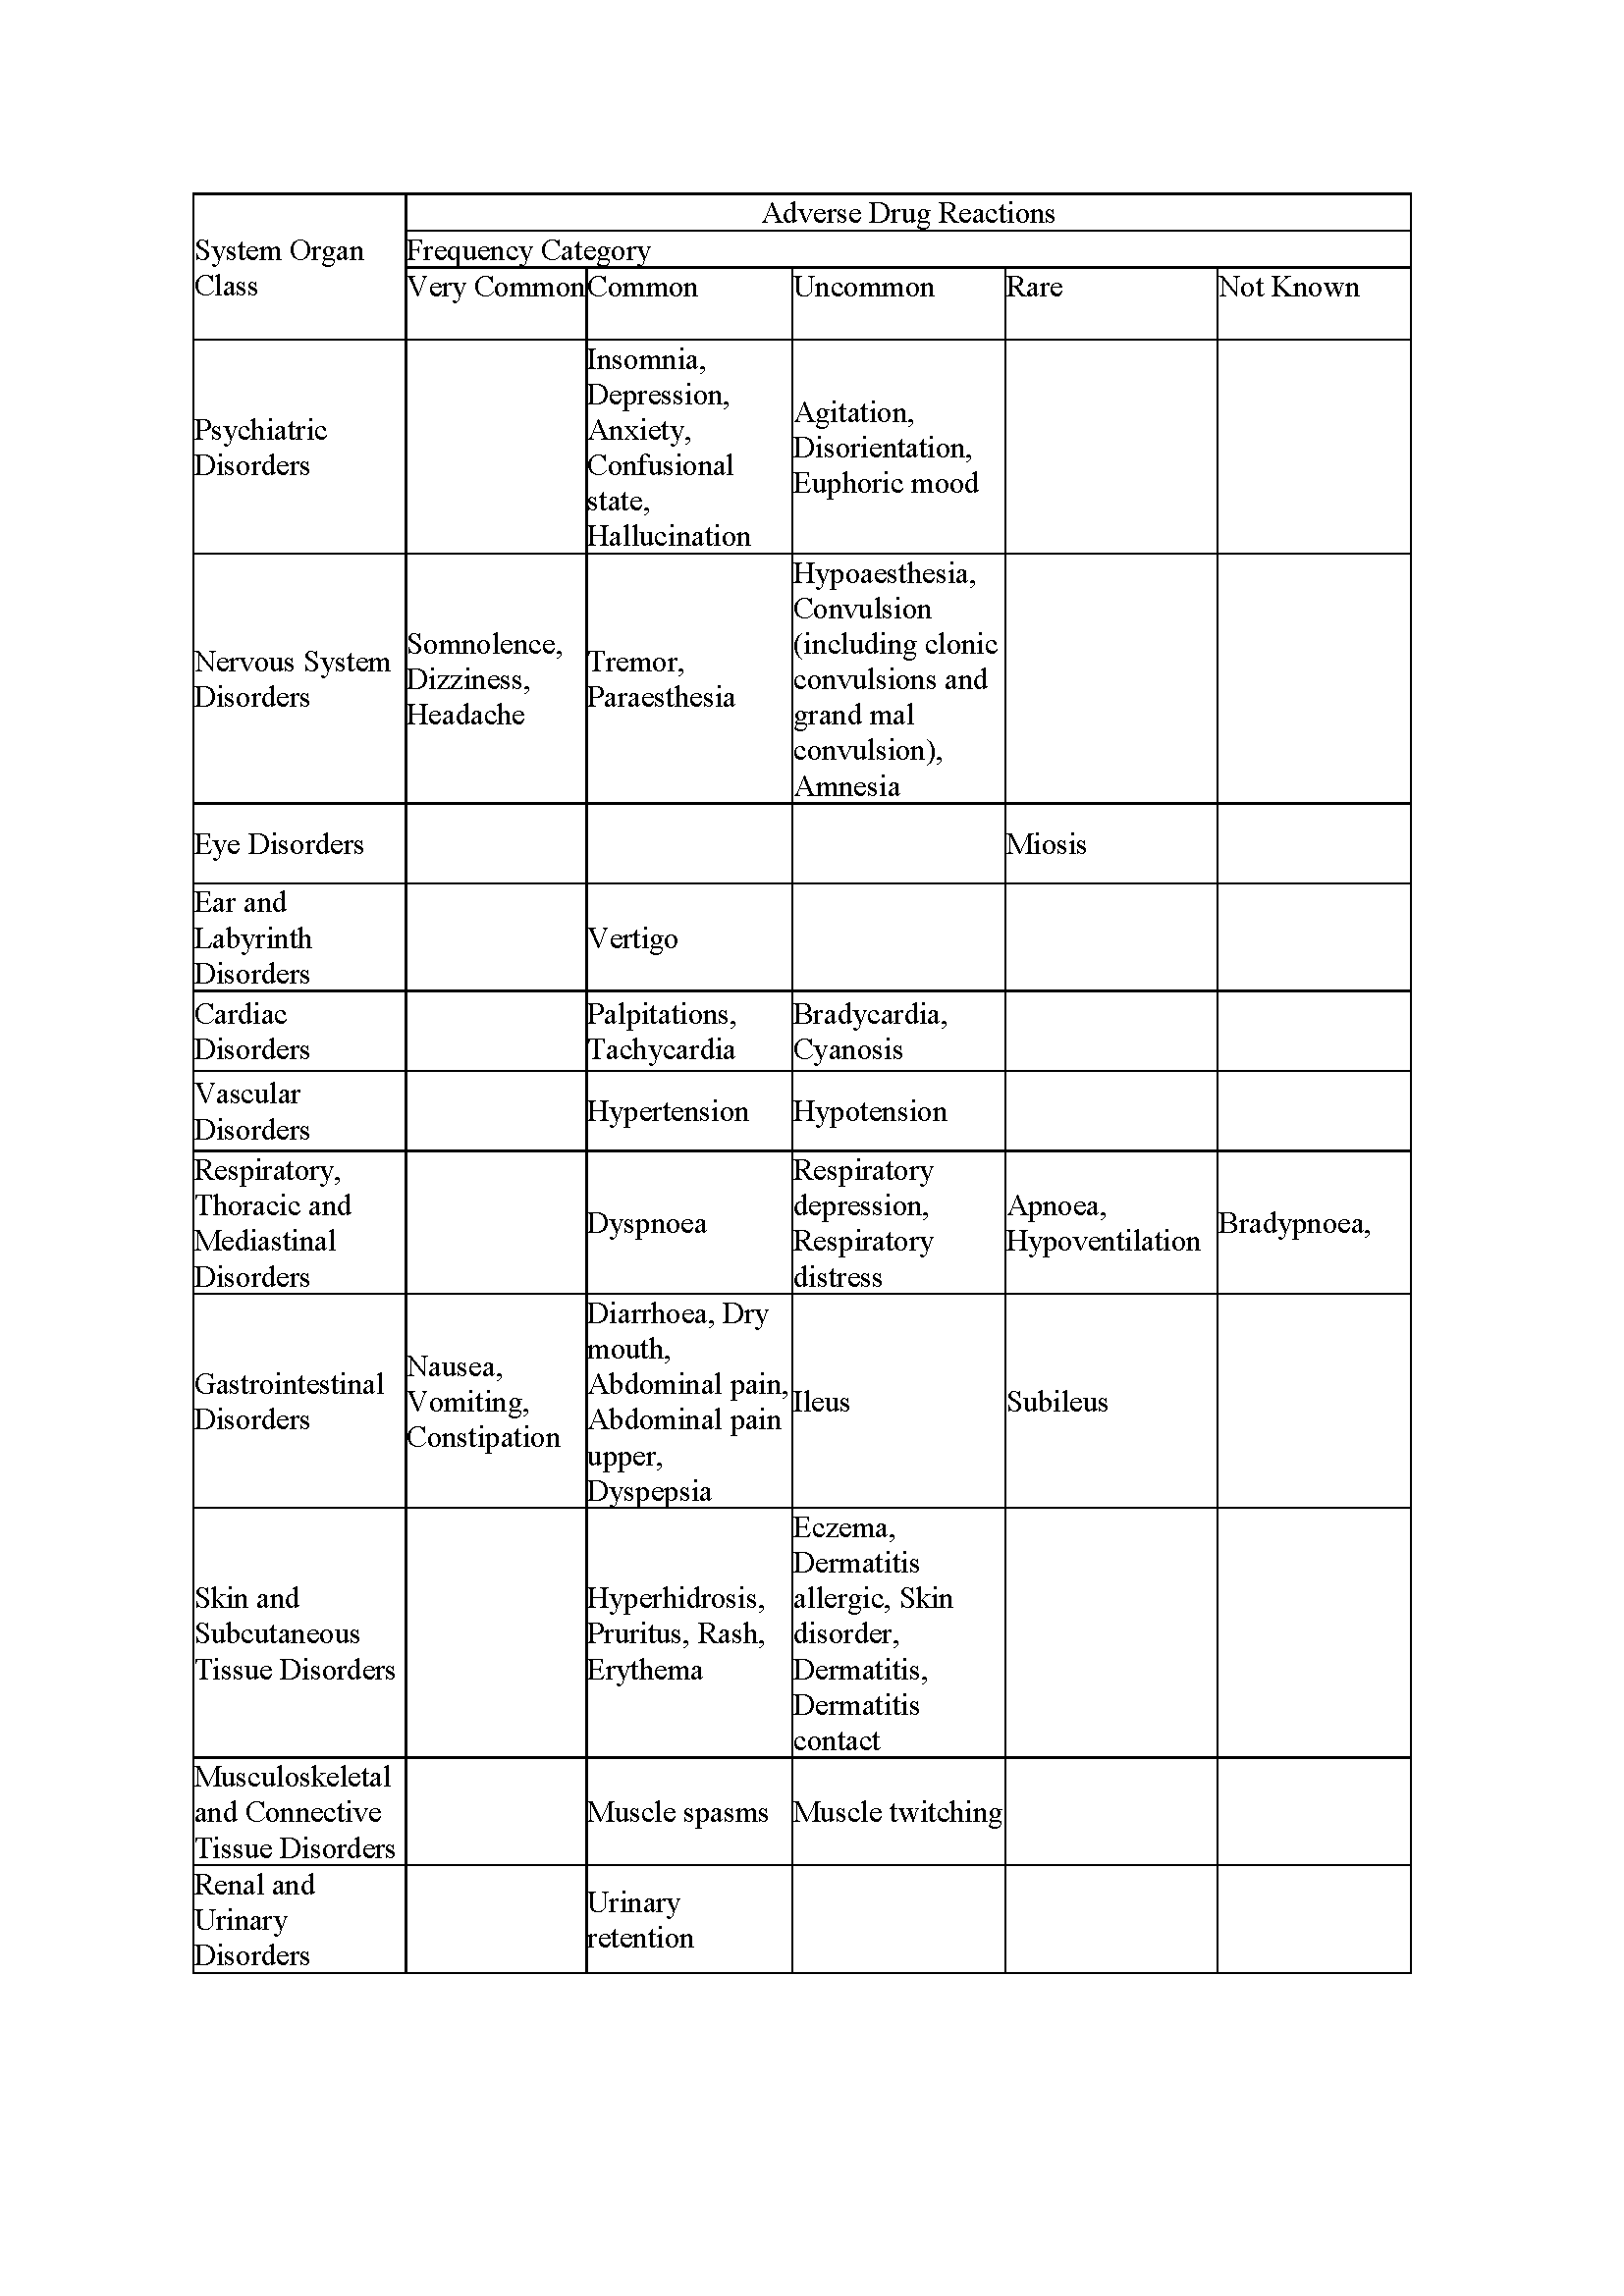 Adverse Drug Reactions
System Organ
Class
Frequency Category
Very Common
Common
Uncommon
Rare
Not Known
Psychiatric
Disorders
Insomnia,
Depression,
Anxiety,
Confusional
state,
Hallucination
Agitation,
Disorientation,
Euphoric mood
Nervous System
Disorders
Somnolence,
Dizziness,
Headache
Tremor,
Paraesthesia
Hypoaesthesia,
Convulsion
(including clonic
convulsions and
grand mal
convulsion),
Amnesia
Eye Disorders
Miosis
Ear and
Labyrinth
Disorders
Vertigo
Cardiac
Disorders
Palpitations,
Tachycardia
Bradycardia,
Cyanosis
Vascular
Disorders
Hypertension
Hypotension
Respiratory,
Thoracic and
Mediastinal
Disorders
Dyspnoea
Respiratory
depression,
Respiratory
distress
Apnoea,
Hypoventilation
Bradypnoea,
Gastrointestinal
Disorders
Nausea,
Vomiting,
Constipation
Diarrhoea, Dry
mouth,
Abdominal pain,
Abdominal pain
upper,
Dyspepsia
Ileus
Subileus
Skin and
Subcutaneous
Tissue Disorders
Hyperhidrosis,
Pruritus, Rash,
Erythema
Eczema,
Dermatitis
allergic, Skin
disorder,
Dermatitis,
Dermatitis
contact
Musculoskeletal
and Connective
Tissue Disorders
Muscle spasms
Muscle twitching
Renal and
Urinary
Disorders
Urinary
retention